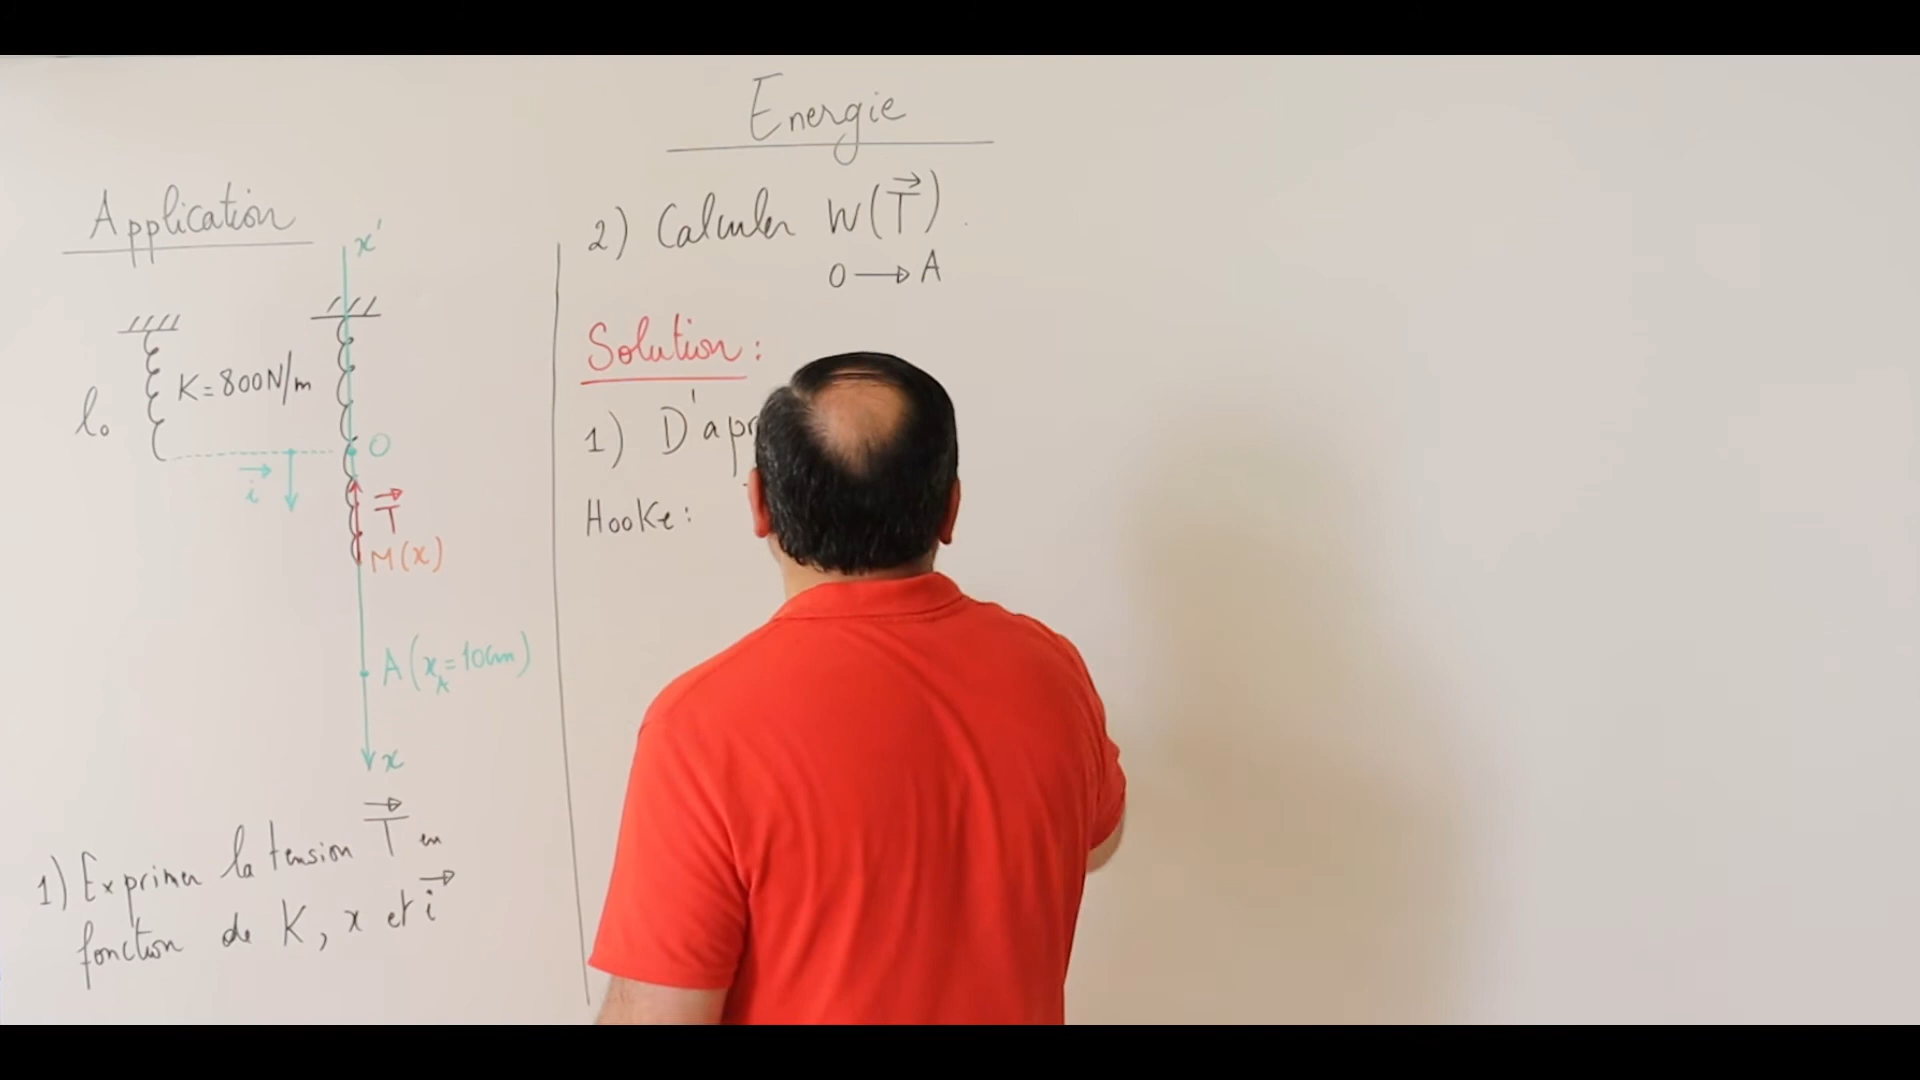 Energie
Application
x'
K=800N/m
l₀
O
i
T
M(x)
A(x_A=10cm)
x
1) Exprimer la tension T en
fonction de K, x et i
2) Calculer W(T)
O → A
Solution:
1) D'apr
Hooke: